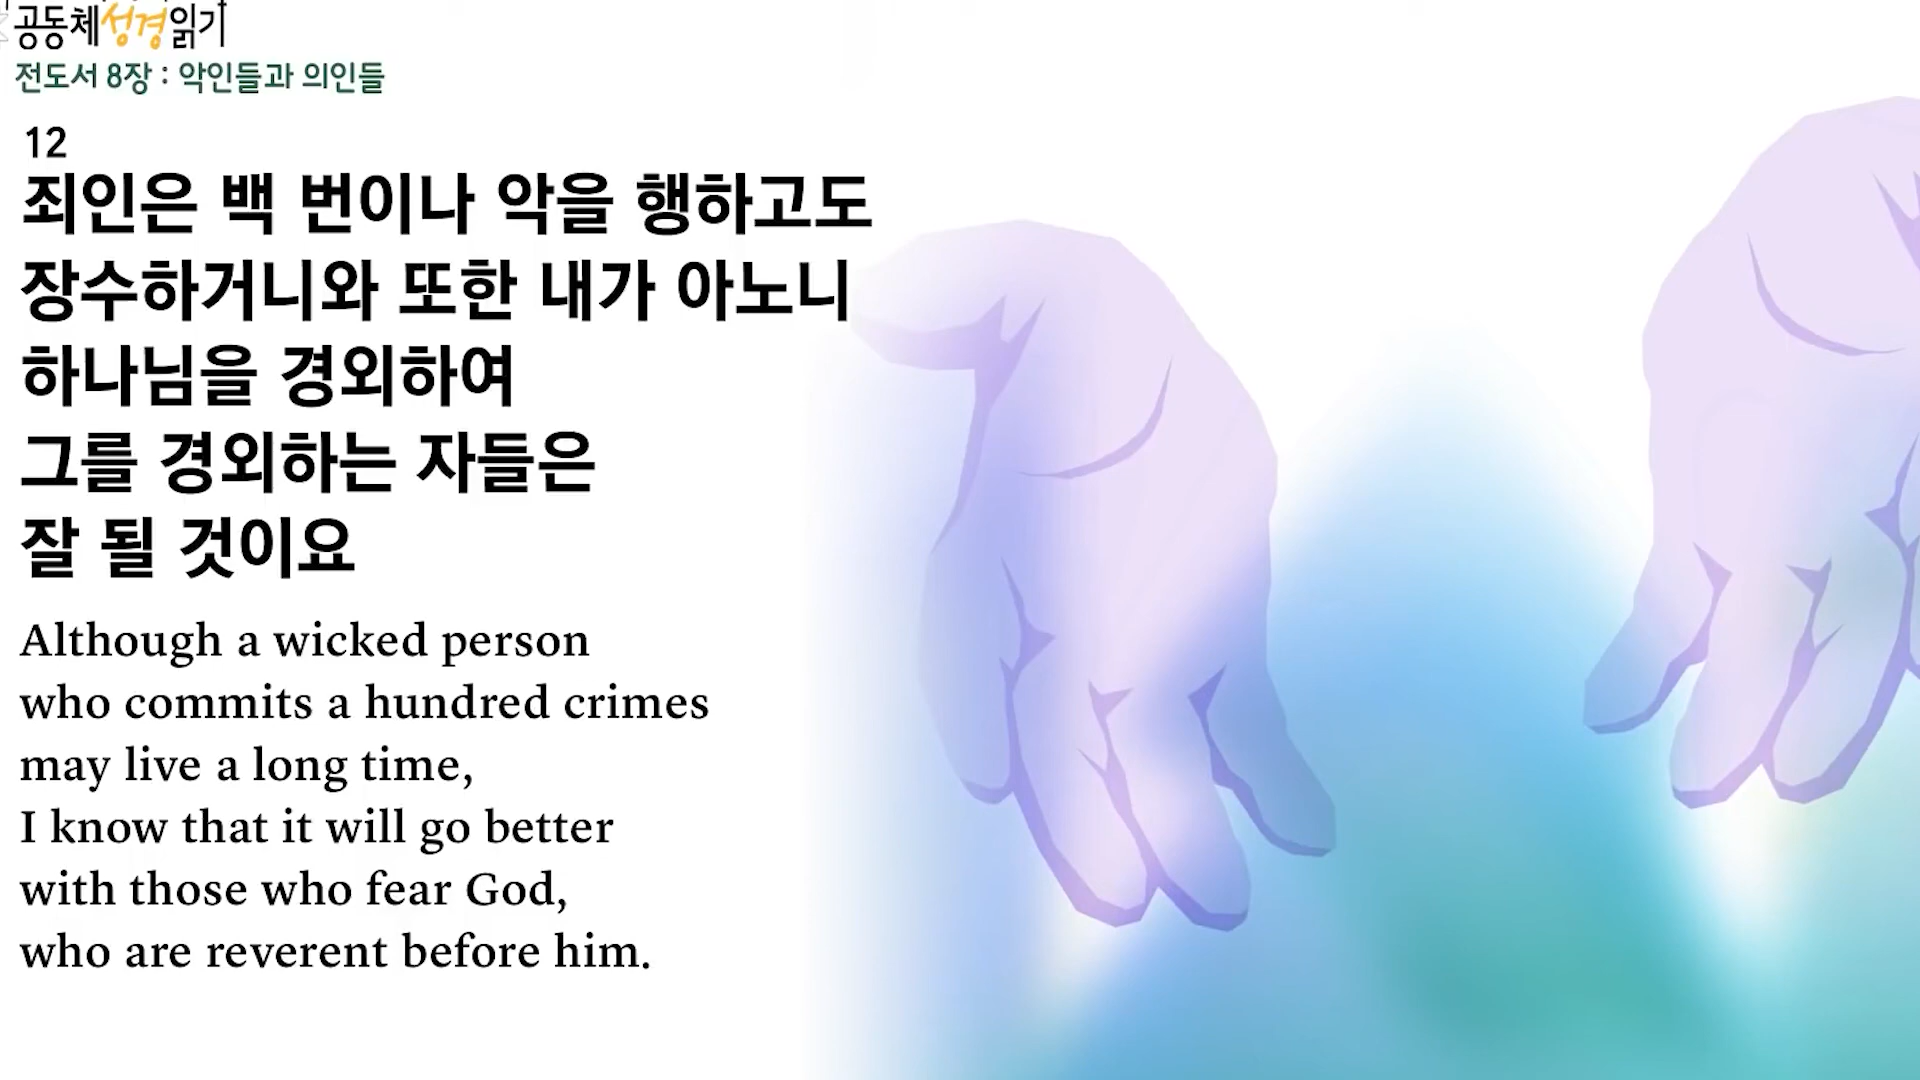 공동체성경읽기
전도서 8장 : 악인들과 의인들
12
죄인은 백 번이나 악을 행하고도
장수하거니와 또한 내가 아노니
하나님을 경외하여
그를 경외하는 자들은
잘 될 것이요
Although a wicked person
who commits a hundred crimes
may live a long time,
I know that it will go better
with those who fear God,
who are reverent before him.